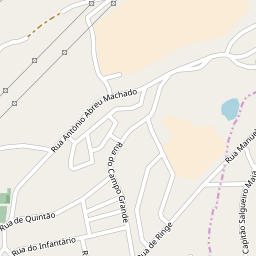 Rua António Abreu Machado
Rua do
Campo Grande
Rua Manuel
Capitão Salgueiro Maia
Rua de Quintão
Rua do Infantário
Rua de Ringe